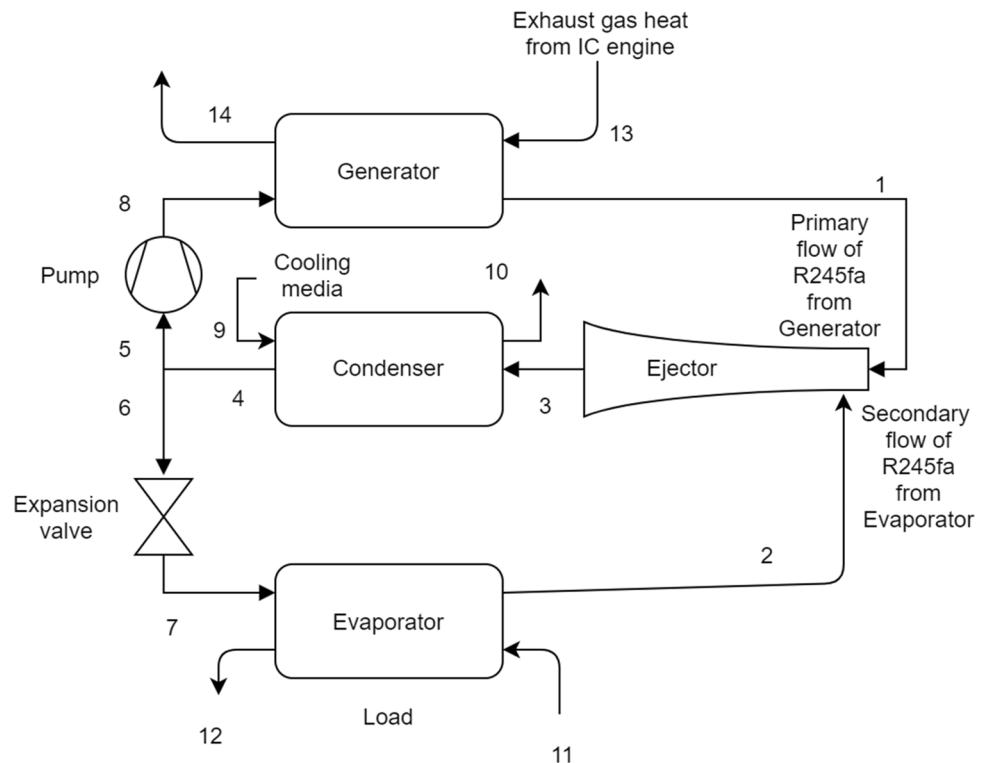 Exhaust gas heat
from IC engine
14
13
Generator
1
8
Primary
flow of
R245fa
from
Generator
Pump
Cooling
media
10
9
5
Condenser
Ejector
4
3
6
Secondary
flow of
R245fa
from
Evaporator
Expansion
valve
2
7
Evaporator
12
Load
11